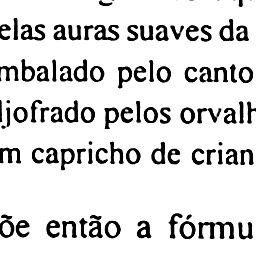 elas auras suaves da
mbalado pelo canto
ljofrado pelos orvalh
m capricho de crian
õe então a fórmu